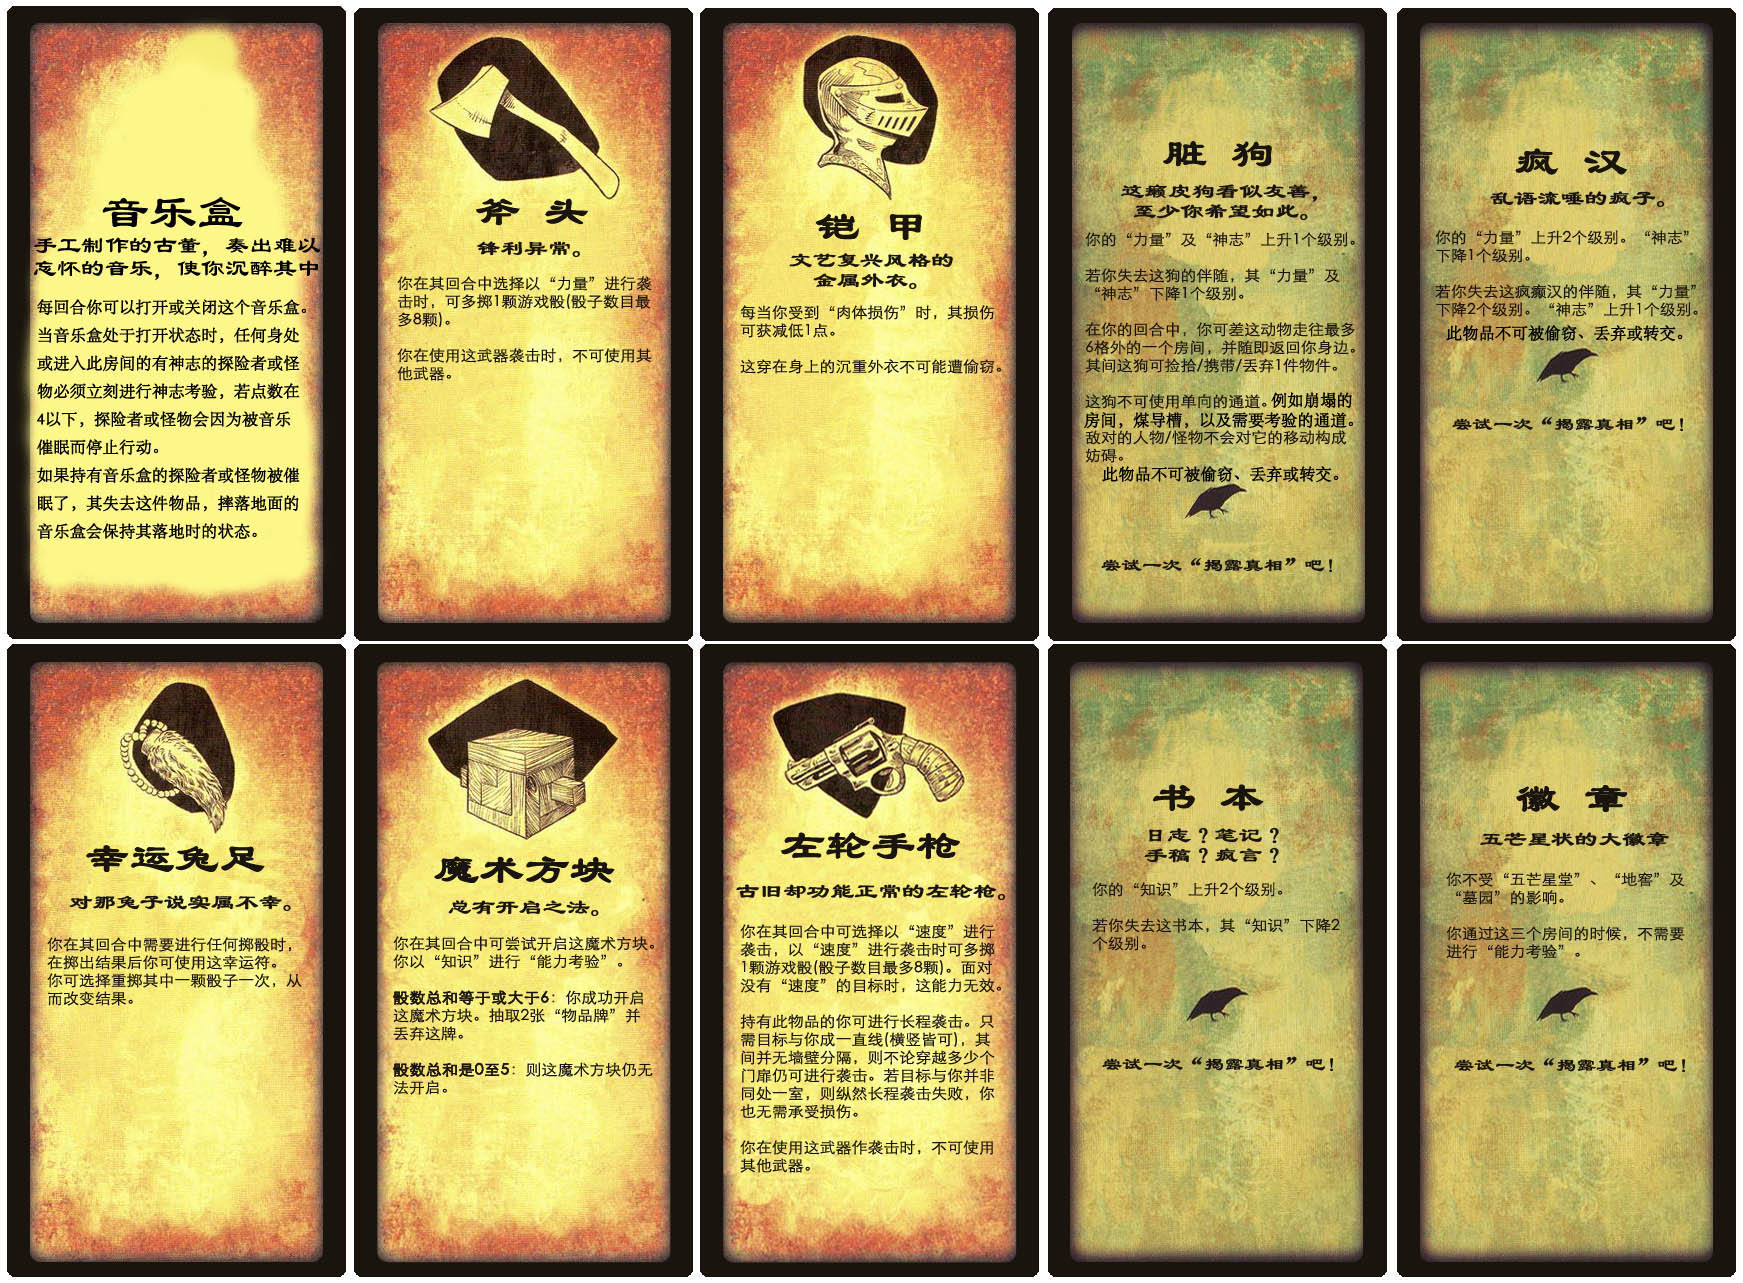 音乐盒
手工制作的古董，奏出难以
忘怀的音乐，使你沉醉其中
每回合你可以打开或关闭这个音乐盒。
当音乐盒处于打开状态时，任何身处
或进入此房间的有神志的探险者或怪
物必须立刻进行神志考验，若点数在
4以下，探险者或怪物会因为被音乐
催眠而停止行动。
如果持有音乐盒的探险者或怪物被催
眠了，其失去这件物品，摔落地面的
音乐盒会保持其落地时的状态。
斧 头
锋利异常。
你在其回合中选择以“力量”进行袭
击时，可多掷1颗游戏骰(骰子数目最
多8颗)。
你在使用这武器袭击时，不可使用其
他武器。
铠 甲
文艺复兴风格的
金属外衣。
每当你受到“肉体损伤”时，其损伤
可获减低1点。
这穿在身上的沉重外衣不可能遭偷窃。
脏 狗
这癞皮狗看似友善，
至少你希望如此。
你的“力量”及“神志”上升1个级别。
若你失去这狗的伴随，其“力量”及
“神志”下降1个级别。
在你的回合中，你可差这动物走往最多
6格外的一个房间，并随即返回你身边。
其间这狗可捡拾/携带/丢弃1件物件。
这狗不可使用单向的通道。例如崩塌的
房间，煤导槽，以及需要考验的通道。
敌对的人物/怪物不会对它的移动构成
妨碍。
此物品不可被偷窃、丢弃或转交。
尝试一次“揭露真相”吧！
疯 汉
乱语流唾的疯子。
你的“力量”上升2个级别。“神志”
下降1个级别。
若你失去这疯癫汉的伴随，其“力量”
下降2个级别。“神志”上升1个级别。
此物品不可被偷窃、丢弃或转交。
尝试一次“揭露真相”吧！
幸运兔足
对那兔子说实属不幸。
你在其回合中需要进行任何掷骰时，
在掷出结果后你可使用这幸运符。
你可选择重掷其中一颗骰子一次，从
而改变结果。
魔术方块
总有开启之法。
你在其回合中可尝试开启这魔术方块。
你以“知识”进行“能力考验”。
骰数总和等于或大于6：你成功开启
这魔术方块。抽取2张“物品牌”并
丢弃这牌。
骰数总和是0至5：则这魔术方块仍无
法开启。
左轮手枪
古旧却功能正常的左轮枪。
你在其回合中可选择以“速度”进行
袭击，以“速度”进行袭击时可多掷
1颗游戏骰(骰子数目最多8颗)。面对
没有“速度”的目标时，这能力无效。
持有此物品的你可进行长程袭击。只
需目标与你成一直线(横竖皆可)，其
间并无墙壁分隔，则不论穿越多少个
门扉仍可进行袭击。若目标与你并非
同处一室，则纵然长程袭击失败，你
也无需承受损伤。
你在使用这武器作袭击时，不可使用
其他武器。
书 本
日志？笔记？
手稿？疯言？
你的“知识”上升2个级别。
若你失去这书本，其“知识”下降2
个级别。
尝试一次“揭露真相”吧！
徽 章
五芒星状的大徽章
你不受“五芒星堂”、“地窖”及
“墓园”的影响。
你通过这三个房间的时候，不需要
进行“能力考验”。
尝试一次“揭露真相”吧！